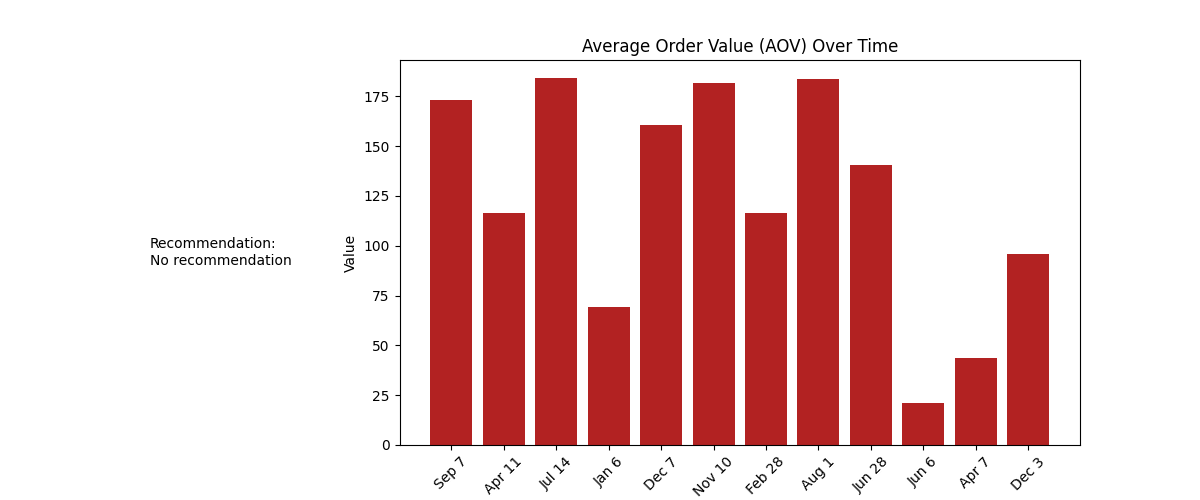 Average Order Value (AOV) Over Time
Recommendation:
No recommendation
Value
175
150
125
100
75
50
25
0
Sep 7
Apr 11
Jul 14
Jan 6
Dec 7
Nov 10
Feb 28
Aug 1
Jun 28
Jun 6
Apr 7
Dec 3